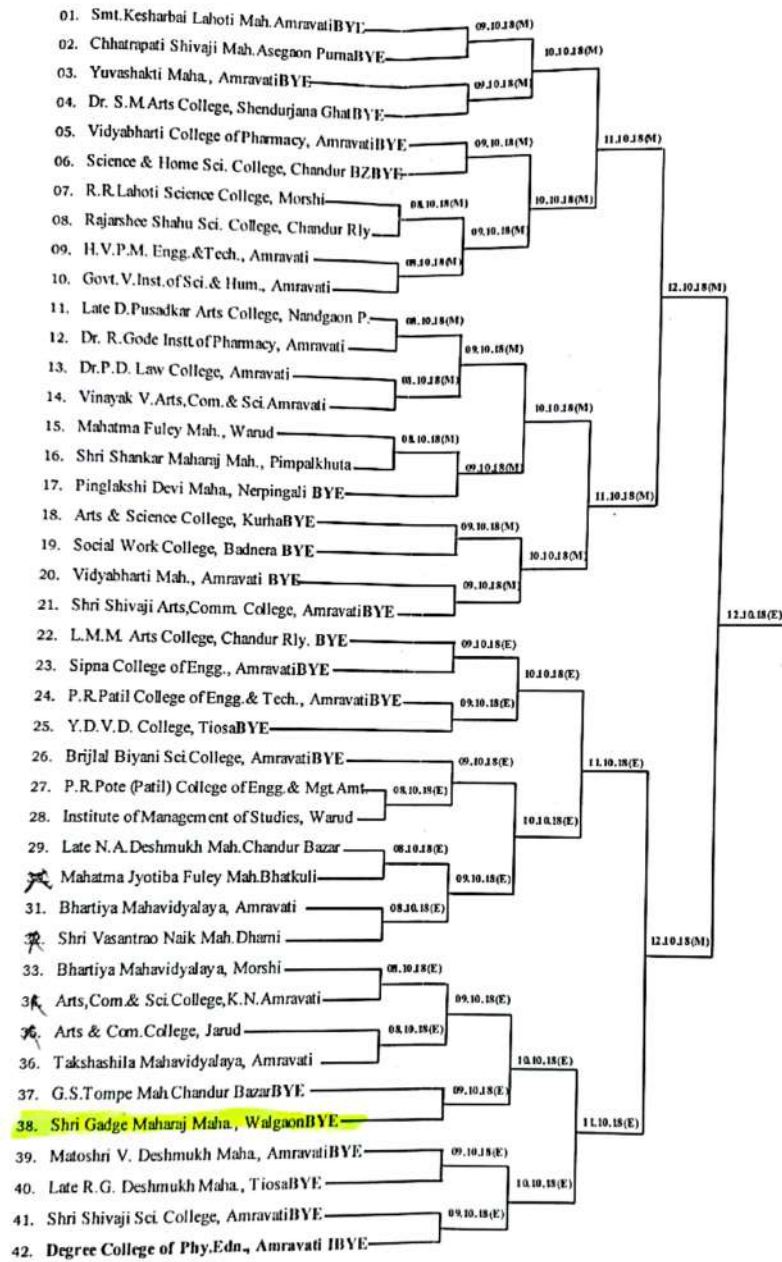 01. Smt.Kesharbai Lahoti Mah.AmravatiBYE
02. Chhatrapati Shivaji Mah.Asegaon PurnaBYE
03. Yuvashakti Maha., AmravatiBYE
04. Dr. S.M.Arts College, Shendurjana GhatBYE
05. Vidyabharti College of Pharmacy, AmravatiBYE
06. Science & Home Sci. College, Chandur BZBYE
07. R.R.Lahoti Science College, Morshi
08. Rajarshee Shahu Sci. College, Chandur Rly
09. H.V.P.M. Engg.&Tech., Amravati
10. Govt.V.Inst.of Sci.& Hum., Amravati
11. Late D.Pusadkar Arts College, Nandgaon P.
12. Dr. R.Gode Instt.of Pharmacy, Amravati
13. Dr.P.D. Law College, Amravati
14. Vinayak V.Arts,Com.& Sci.Amravati
15. Mahatma Fuley Mah., Warud
16. Shri Shankar Maharaj Mah., Pimpalkhuta
17. Pinglakshi Devi Maha., Nerpingali BYE
18. Arts & Science College, KurhaBYE
19. Social Work College, Badnera BYE
20. Vidyabharti Mah., Amravati BYE
21. Shri Shivaji Arts,Comm. College, AmravatiBYE
22. L.M.M. Arts College, Chandur Rly. BYE
23. Sipna College of Engg., AmravatiBYE
24. P.R.Patil College of Engg.& Tech., AmravatiBYE
25. Y.D.V.D. College, TiosaBYE
26. Brijlal Biyani Sci.College, AmravatiBYE
27. P.R.Pote (Patil) College of Engg.& Mgt.Amt.
28. Institute of Management of Studies, Warud
29. Late N.A.Deshmukh Mah.Chandur Bazar
Mahatma Jyotiba Fuley Mah.Bhatkuli
31. Bhartiya Mahavidyalaya, Amravati
Shri Vasantrao Naik Mah.Dharni
33. Bhartiya Mahavidyalaya, Morshi
Arts,Com.& Sci.College,K.N.Amravati
Arts & Com.College, Jarud
36. Takshashila Mahavidyalaya, Amravati
37. G.S.Tompe Mah.Chandur BazarBYE
38. Shri Gadge Maharaj Maha., WalgaonBYE
39. Matoshri V. Deshmukh Maha., AmravatiBYE
40. Late R.G. Deshmukh Maha., TiosaBYE
41. Shri Shivaji Sci. College, AmravatiBYE
42. Degree College of Phy.Edn., Amravati IBYE
08.10.18(M)
08.10.18(M)
08.10.18(M)
08.10.18(M)
08.10.18(M)
08.10.18(E)
08.10.18(E)
08.10.18(E)
08.10.18(E)
08.10.18(E)
09.10.18(M)
09.10.18(M)
09.10.18(M)
09.10.18(M)
09.10.18(M)
09.10.18(M)
09.10.18(M)
09.10.18(M)
09.10.18(E)
09.10.18(E)
09.10.18(E)
09.10.18(E)
09.10.18(E)
09.10.18(E)
09.10.18(E)
09.10.18(E)
10.10.18(M)
10.10.18(M)
10.10.18(M)
10.10.18(M)
10.10.18(E)
10.10.18(E)
10.10.18(E)
10.10.18(E)
11.10.18(M)
11.10.18(M)
11.10.18(E)
11.10.18(E)
12.10.18(M)
12.10.18(M)
12.10.18(E)